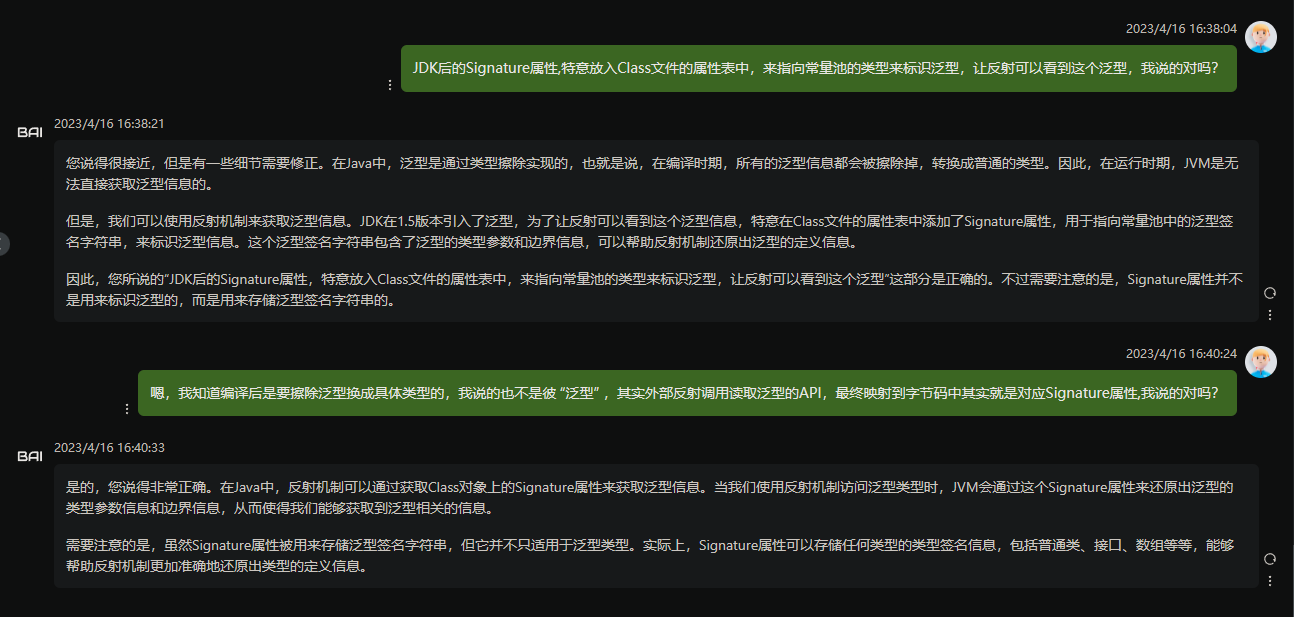 2023/4/16 16:38:04
JDK后的Signature属性,特意放入Class文件的属性表中，来指向常量池的类型来标识泛型，让反射可以看到这个泛型，我说的对吗?
BAI
2023/4/16 16:38:21
您说得很接近，但是有一些细节需要修正。在Java中，泛型是通过类型擦除实现的，也就是说，在编译时期，所有的泛型信息都会被擦除掉，转换成普通的类型。因此，在运行时期，JVM是无
法直接获取泛型信息的。
但是，我们可以使用反射机制来获取泛型信息。JDK在1.5版本引入了泛型，为了让反射可以看到这个泛型信息，特意在Class文件的属性表中添加了Signature属性，用于指向常量池中的泛型签
名字符串，来标识泛型信息。这个泛型签名字符串包含了泛型的类型参数和边界信息，可以帮助反射机制还原出泛型的定义信息。
因此，您所说的“JDK后的Signature属性，特意放入Class文件的属性表中，来指向常量池的类型来标识泛型，让反射可以看到这个泛型”这部分是正确的。不过需要注意的是，Signature属性并不
是用来标识泛型的，而是用来存储泛型签名字符串的。
2023/4/16 16:40:24
嗯，我知道编译后是要擦除泛型换成具体类型的，我说的也不是彼 “泛型” ，其实外部反射调用读取泛型的API，最终映射到字节码中其实就是对应Signature属性,我说的对吗?
BAI
2023/4/16 16:40:33
是的，您说得非常正确。在Java中，反射机制可以通过获取Class对象上的Signature属性来获取泛型信息。当我们使用反射机制访问泛型类型时，JVM会通过这个Signature属性来还原出泛型的
类型参数信息和边界信息，从而使得我们能够获取到泛型相关的信息。
需要注意的是，虽然Signature属性被用来存储泛型签名字符串，但它并不只适用于泛型类型。实际上，Signature属性可以存储任何类型的类型签名信息，包括普通类、接口、数组等等，能够
帮助反射机制更加准确地还原出类型的定义信息。